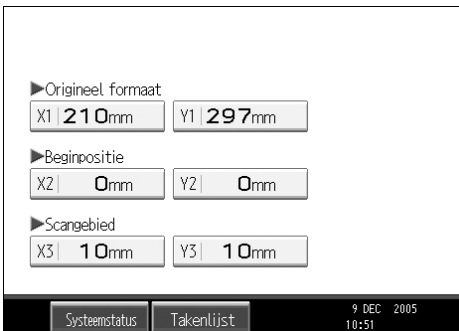 ▶Origineel formaat
X1 210mm Y1 297mm
▶Beginpositie
X2 0mm Y2 0mm
▶Scangebied
X3 10mm Y3 10mm
Systeemstatus Takenlijst 9 DEC 2005
10:51